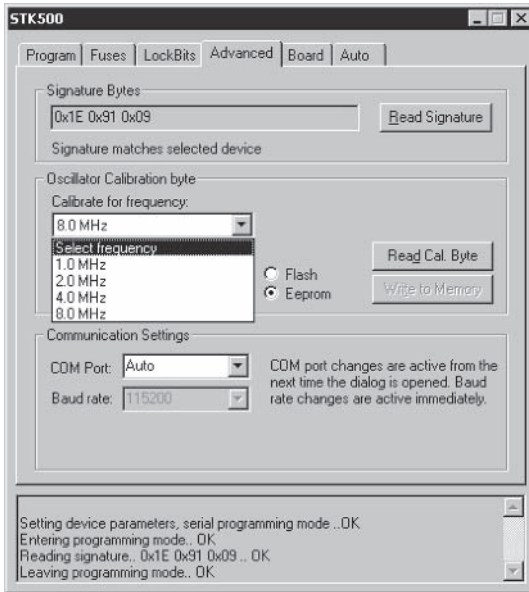 STK500
Program Fuses LockBits Advanced Board Auto
Signature Bytes
0x1E 0x91 0x09
Read Signature
Signature matches selected device
Oscillator Calibration byte
Calibrate for frequency:
8.0 MHz
Select frequency
1.0 MHz
2.0 MHz
4.0 MHz
8.0 MHz
Flash
Eeprom
Read Cal. Byte
Write to Memory
Communication Settings
COM Port: Auto
Baud rate: 115200
COM port changes are active from the
next time the dialog is opened. Baud
rate changes are active immediately.
Setting device parameters, serial programming mode ..OK
Entering programming mode.. OK
Reading signature.. 0x1E 0x91 0x09 .. OK
Leaving programming mode.. OK